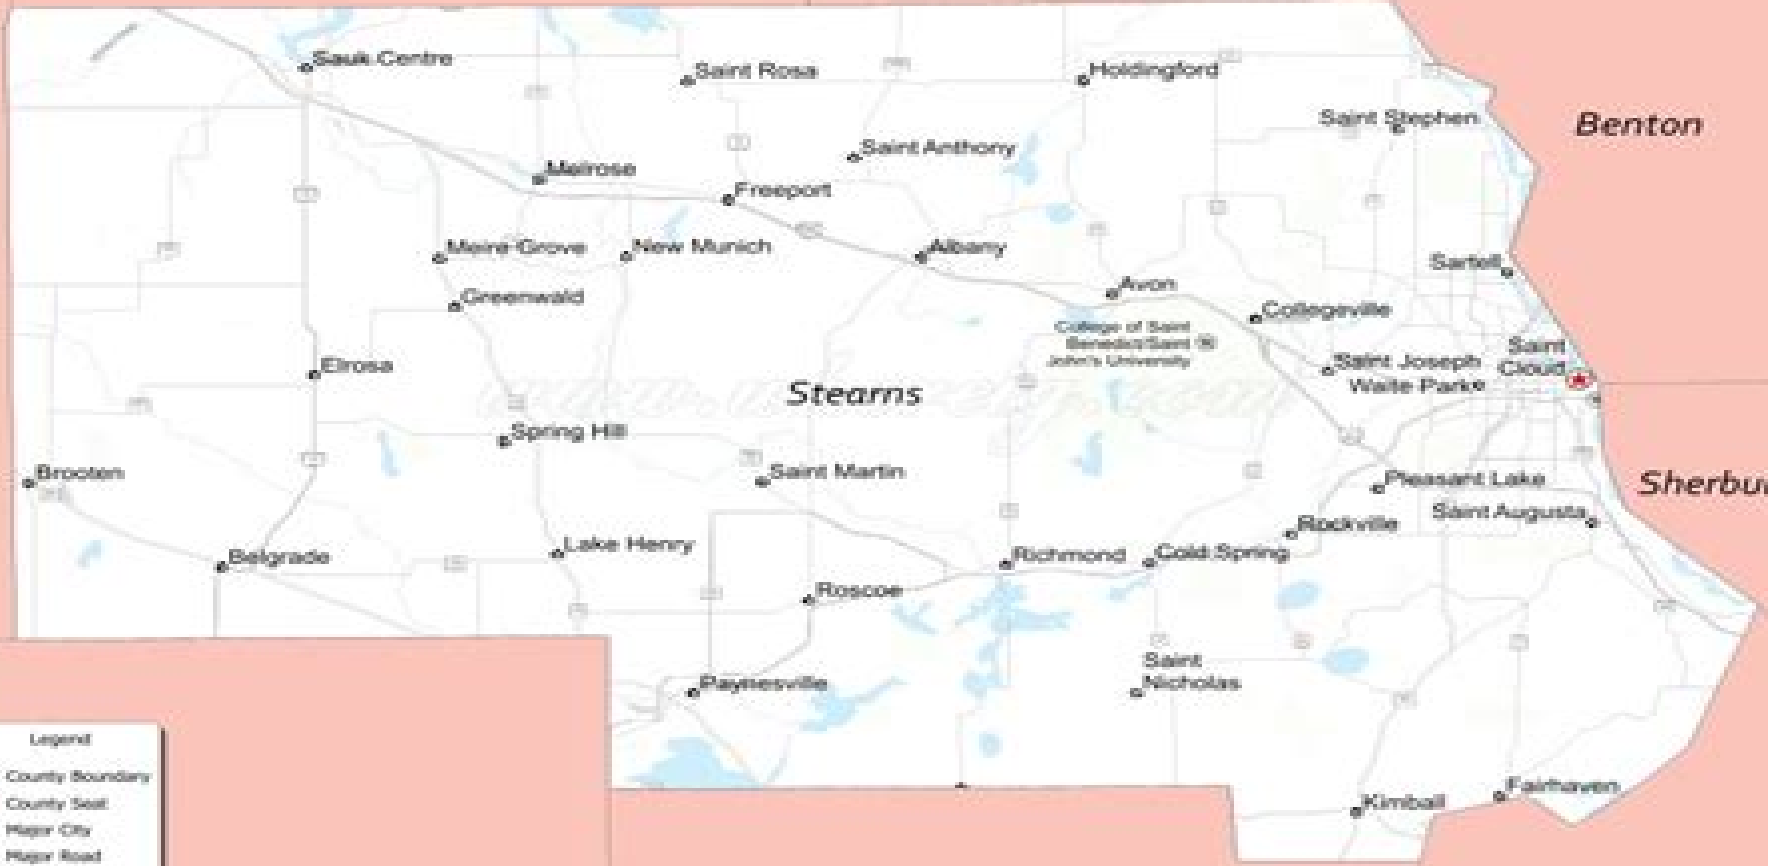 Sauk Centre
Saint Rosa
Holdingford
Saint Stephen
Benton
Saint Anthony
Melrose
Freeport
Meire Grove
New Munich
Albany
Sartell
Avon
Greenwald
Collegeville
College of Saint
Benedict/Saint
John's University
Saint
Cloud
Elrosa
Saint Joseph
Waite Park
Stearns
Spring Hill
Brooten
Saint Martin
Pleasant Lake
Saint Augusta
Rockville
Lake Henry
Belgrade
Richmond
Cold Spring
Roscoe
Saint
Nicholas
Paynesville
Legend
County Boundary
County Seat
Major City
Major Road
Kimball
Fairhaven